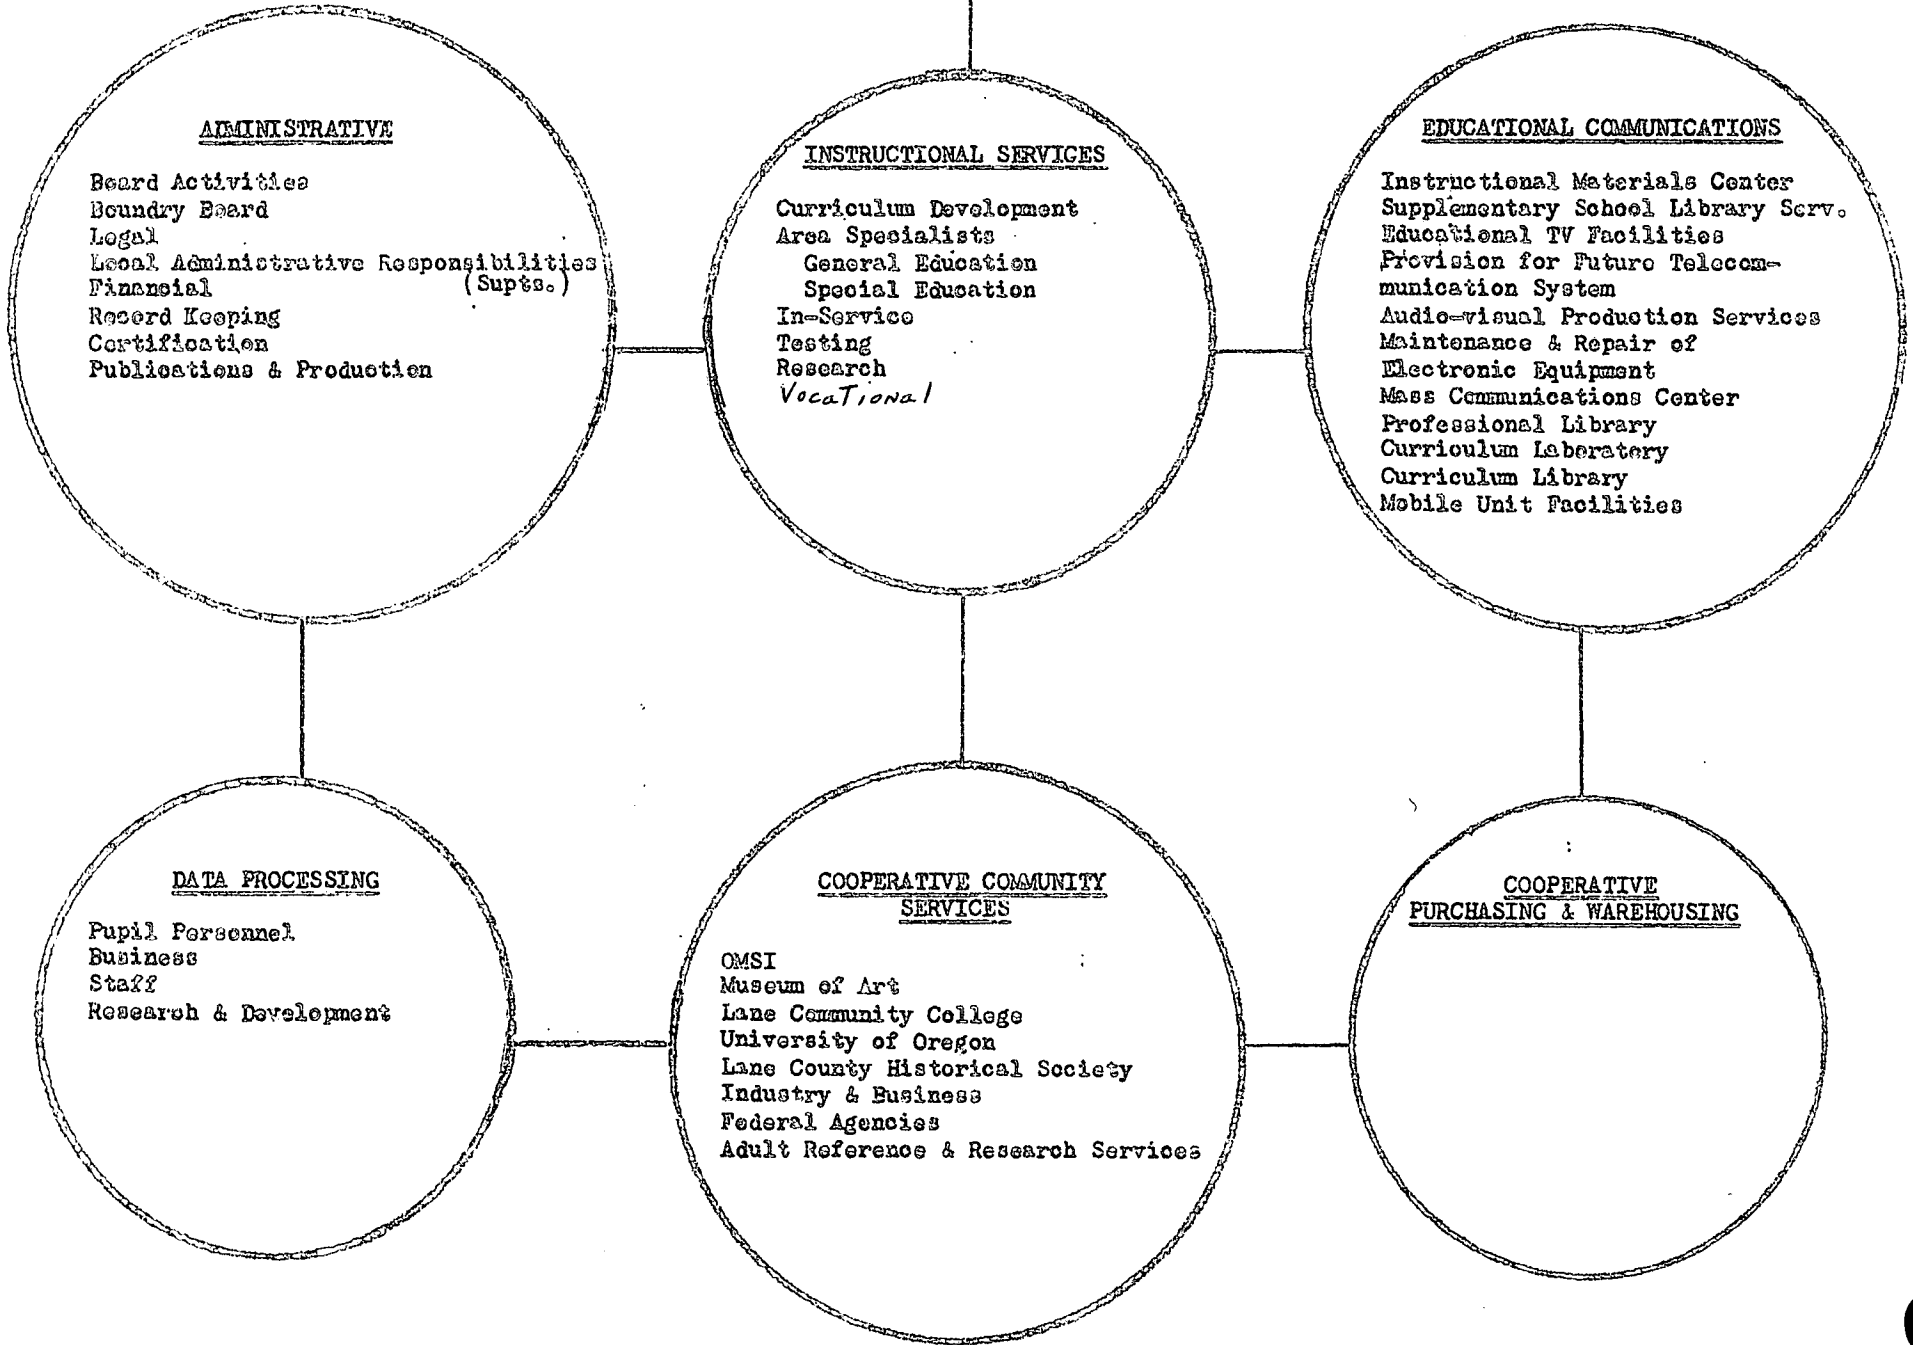 ADMINISTRATIVE
Board Activities
Boundry Board
Legal
Local Administrative Responsibilities
(Supts.)
Financial
Record Keeping
Certification
Publications & Production
INSTRUCTIONAL SERVICES
Curriculum Development
Area Specialists
General Education
Special Education
In-Service
Testing
Research
Vocational
EDUCATIONAL COMMUNICATIONS
Instructional Materials Center
Supplementary School Library Serv.
Educational TV Facilities
Provision for Future Telecom-
munication System
Audio-visual Production Services
Maintenance & Repair of
Electronic Equipment
Mass Communications Center
Professional Library
Curriculum Laboratory
Curriculum Library
Mobile Unit Facilities
DATA PROCESSING
Pupil Personnel
Business
Staff
Research & Development
COOPERATIVE COMMUNITY
SERVICES
OMSI
Museum of Art
Lane Community College
University of Oregon
Lane County Historical Society
Industry & Business
Federal Agencies
Adult Reference & Research Services
COOPERATIVE
PURCHASING & WAREHOUSING